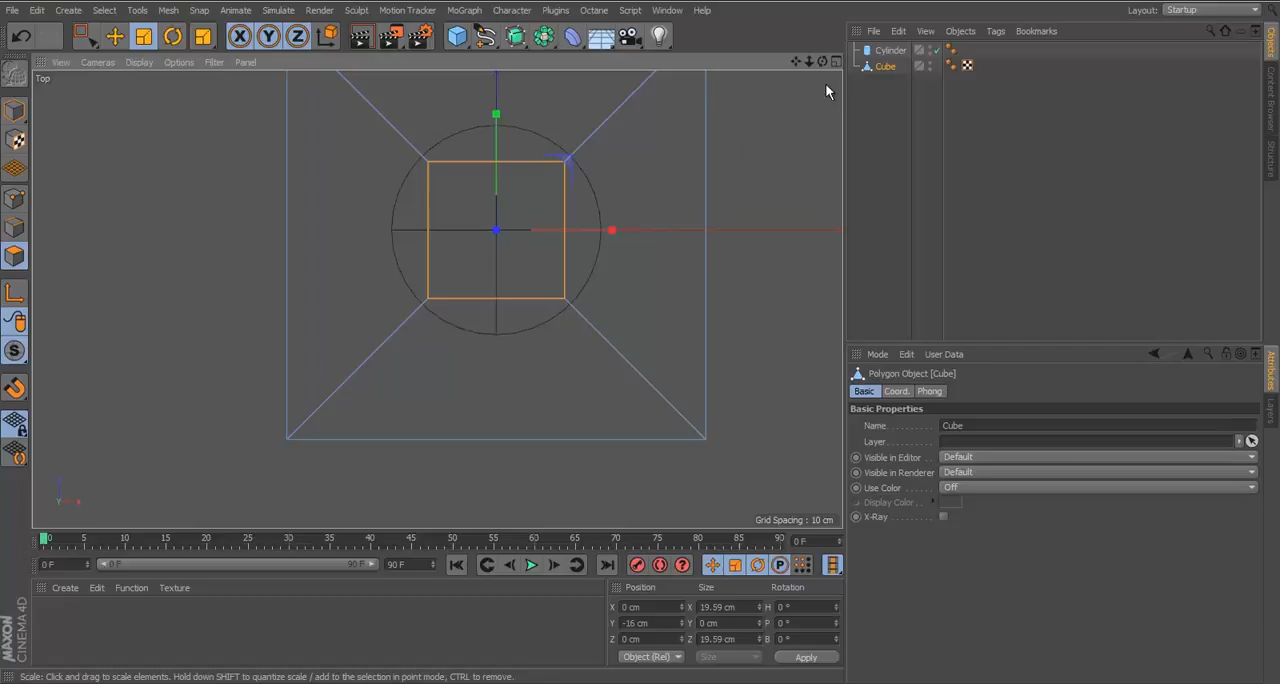 File Edit Create Select Tools Mesh Snap Animate Simulate Render Sculpt Motion Tracker MoGraph Character Plugins Octane Script Window Help Layout: Startup
X Y Z
File Edit View Objects Tags Bookmarks
Cylinder
Cube
View Cameras Display Options Filter Panel
Top
Objects
Content Browser
Structure
Mode Edit User Data
Polygon Object [Cube]
Basic Coord. Phong
Basic Properties
Name Cube
Layer
Visible in Editor Default
Visible in Renderer Default
Use Color Off
Display Color
X-Ray
Attributes
Layers
Y X
Grid Spacing : 10 cm
0 5 10 15 20 25 30 35 40 45 50 55 60 65 70 75 80 85 90 0 F
0 F 0 F 90 F 90 F
Create Edit Function Texture
Position Size Rotation
X 0 cm X 19.59 cm H 0 °
Y -16 cm Y 0 cm P 0 °
Z 0 cm Z 19.59 cm B 0 °
Object (Rel) Size Apply
MAXON
CINEMA 4D
Scale: Click and drag to scale elements. Hold down SHIFT to quantize scale / add to the selection in point mode, CTRL to remove.